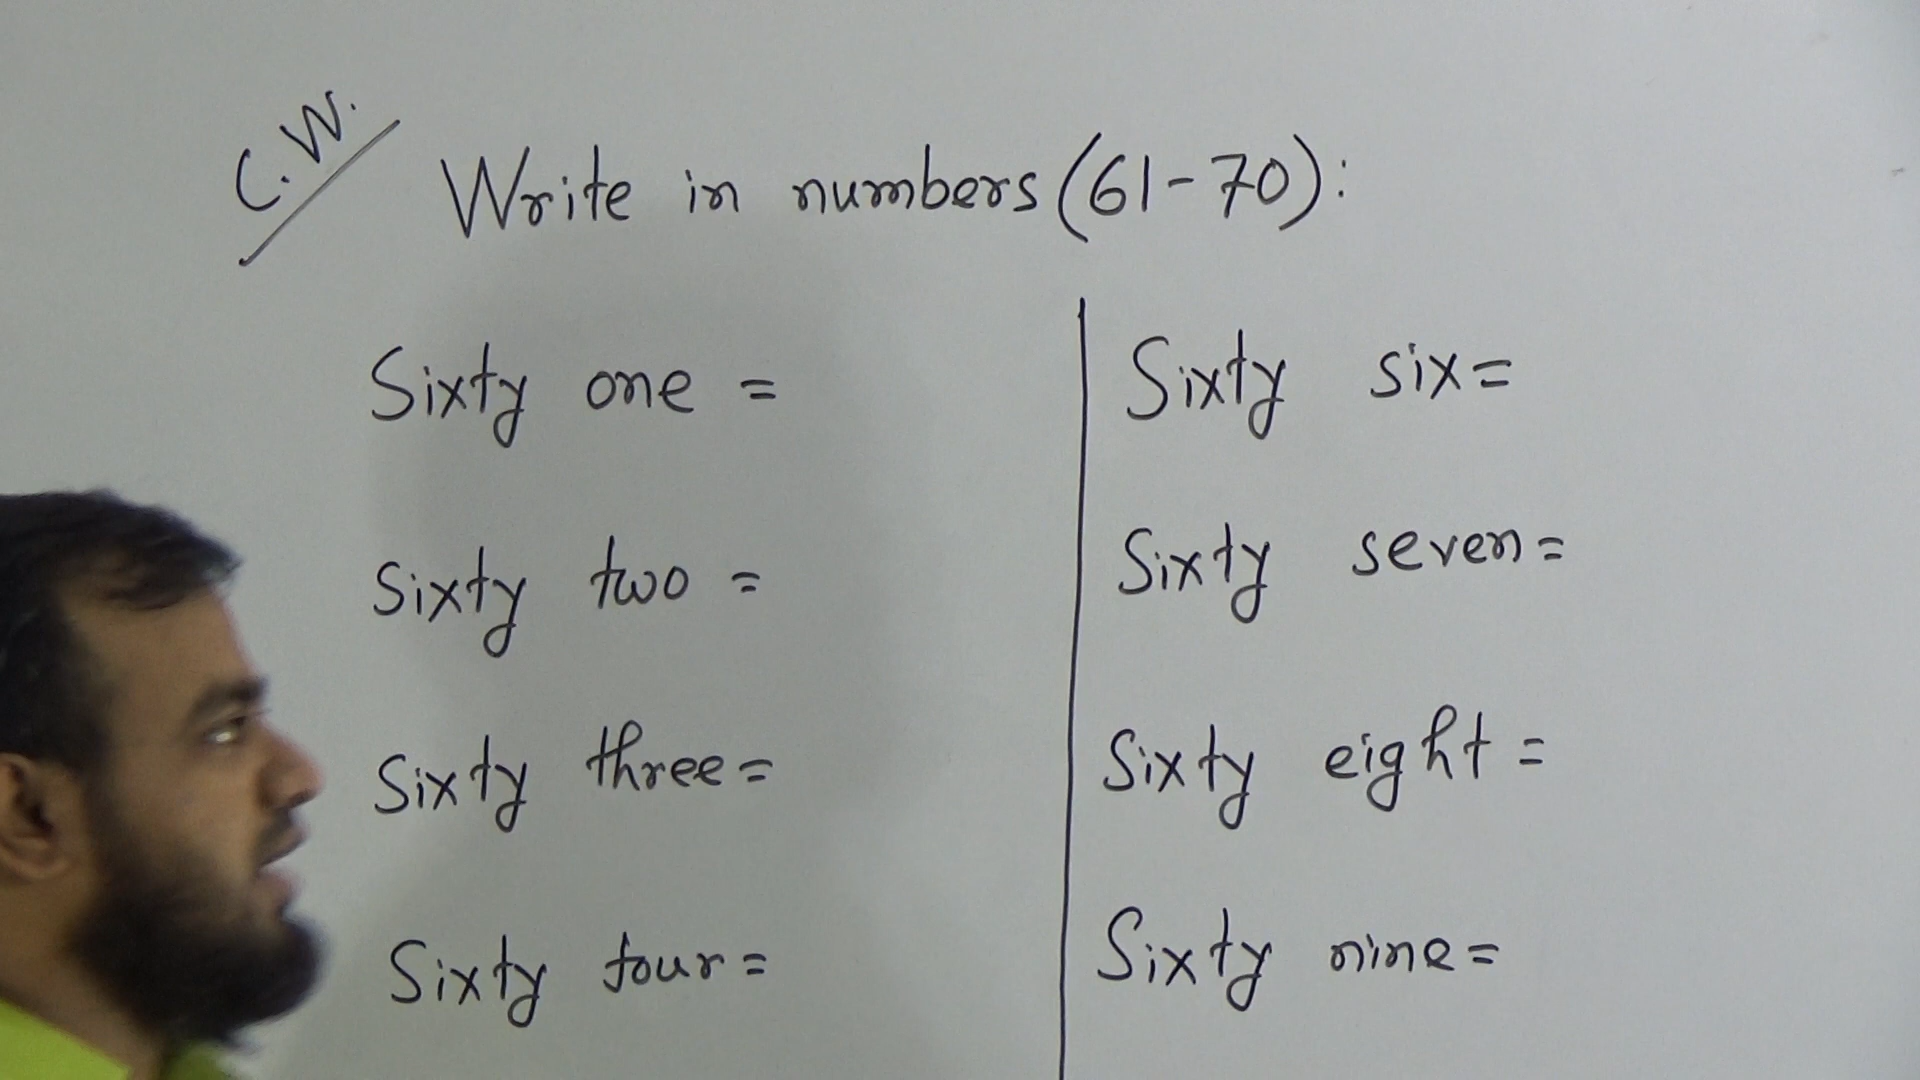 C.W.
Write in numbers (61-70):
Sixty one =
Sixty two =
Sixty three =
Sixty four =
Sixty six =
Sixty seven =
Sixty eight =
Sixty nine =